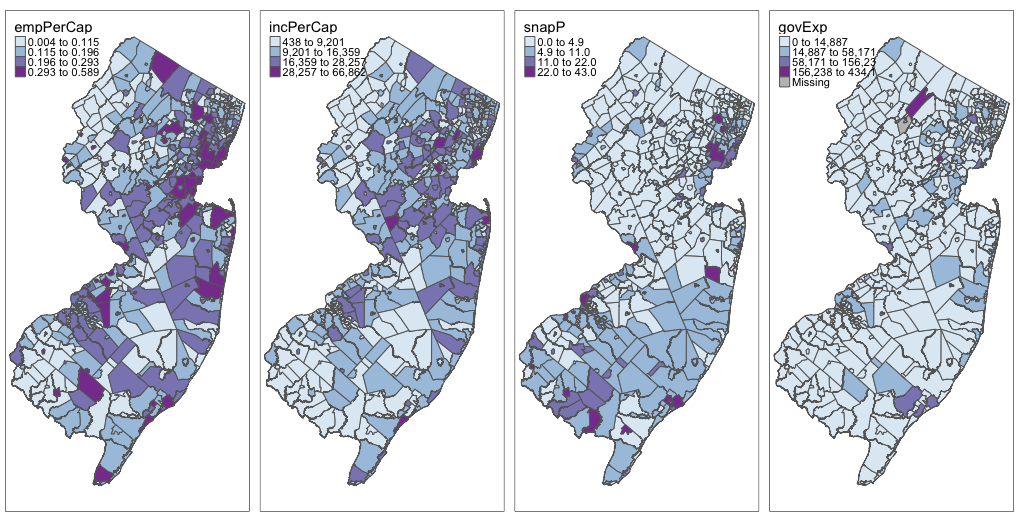 empPerCap
0.004 to 0.115
0.115 to 0.196
0.196 to 0.293
0.293 to 0.589
incPerCap
438 to 9,201
9,201 to 16,359
16,359 to 28,257
28,257 to 66,862
snapP
0.0 to 4.9
4.9 to 11.0
11.0 to 22.0
22.0 to 43.0
govExp
0 to 14,887
14,887 to 58,171
58,171 to 156,23
156,238 to 434,1
Missing